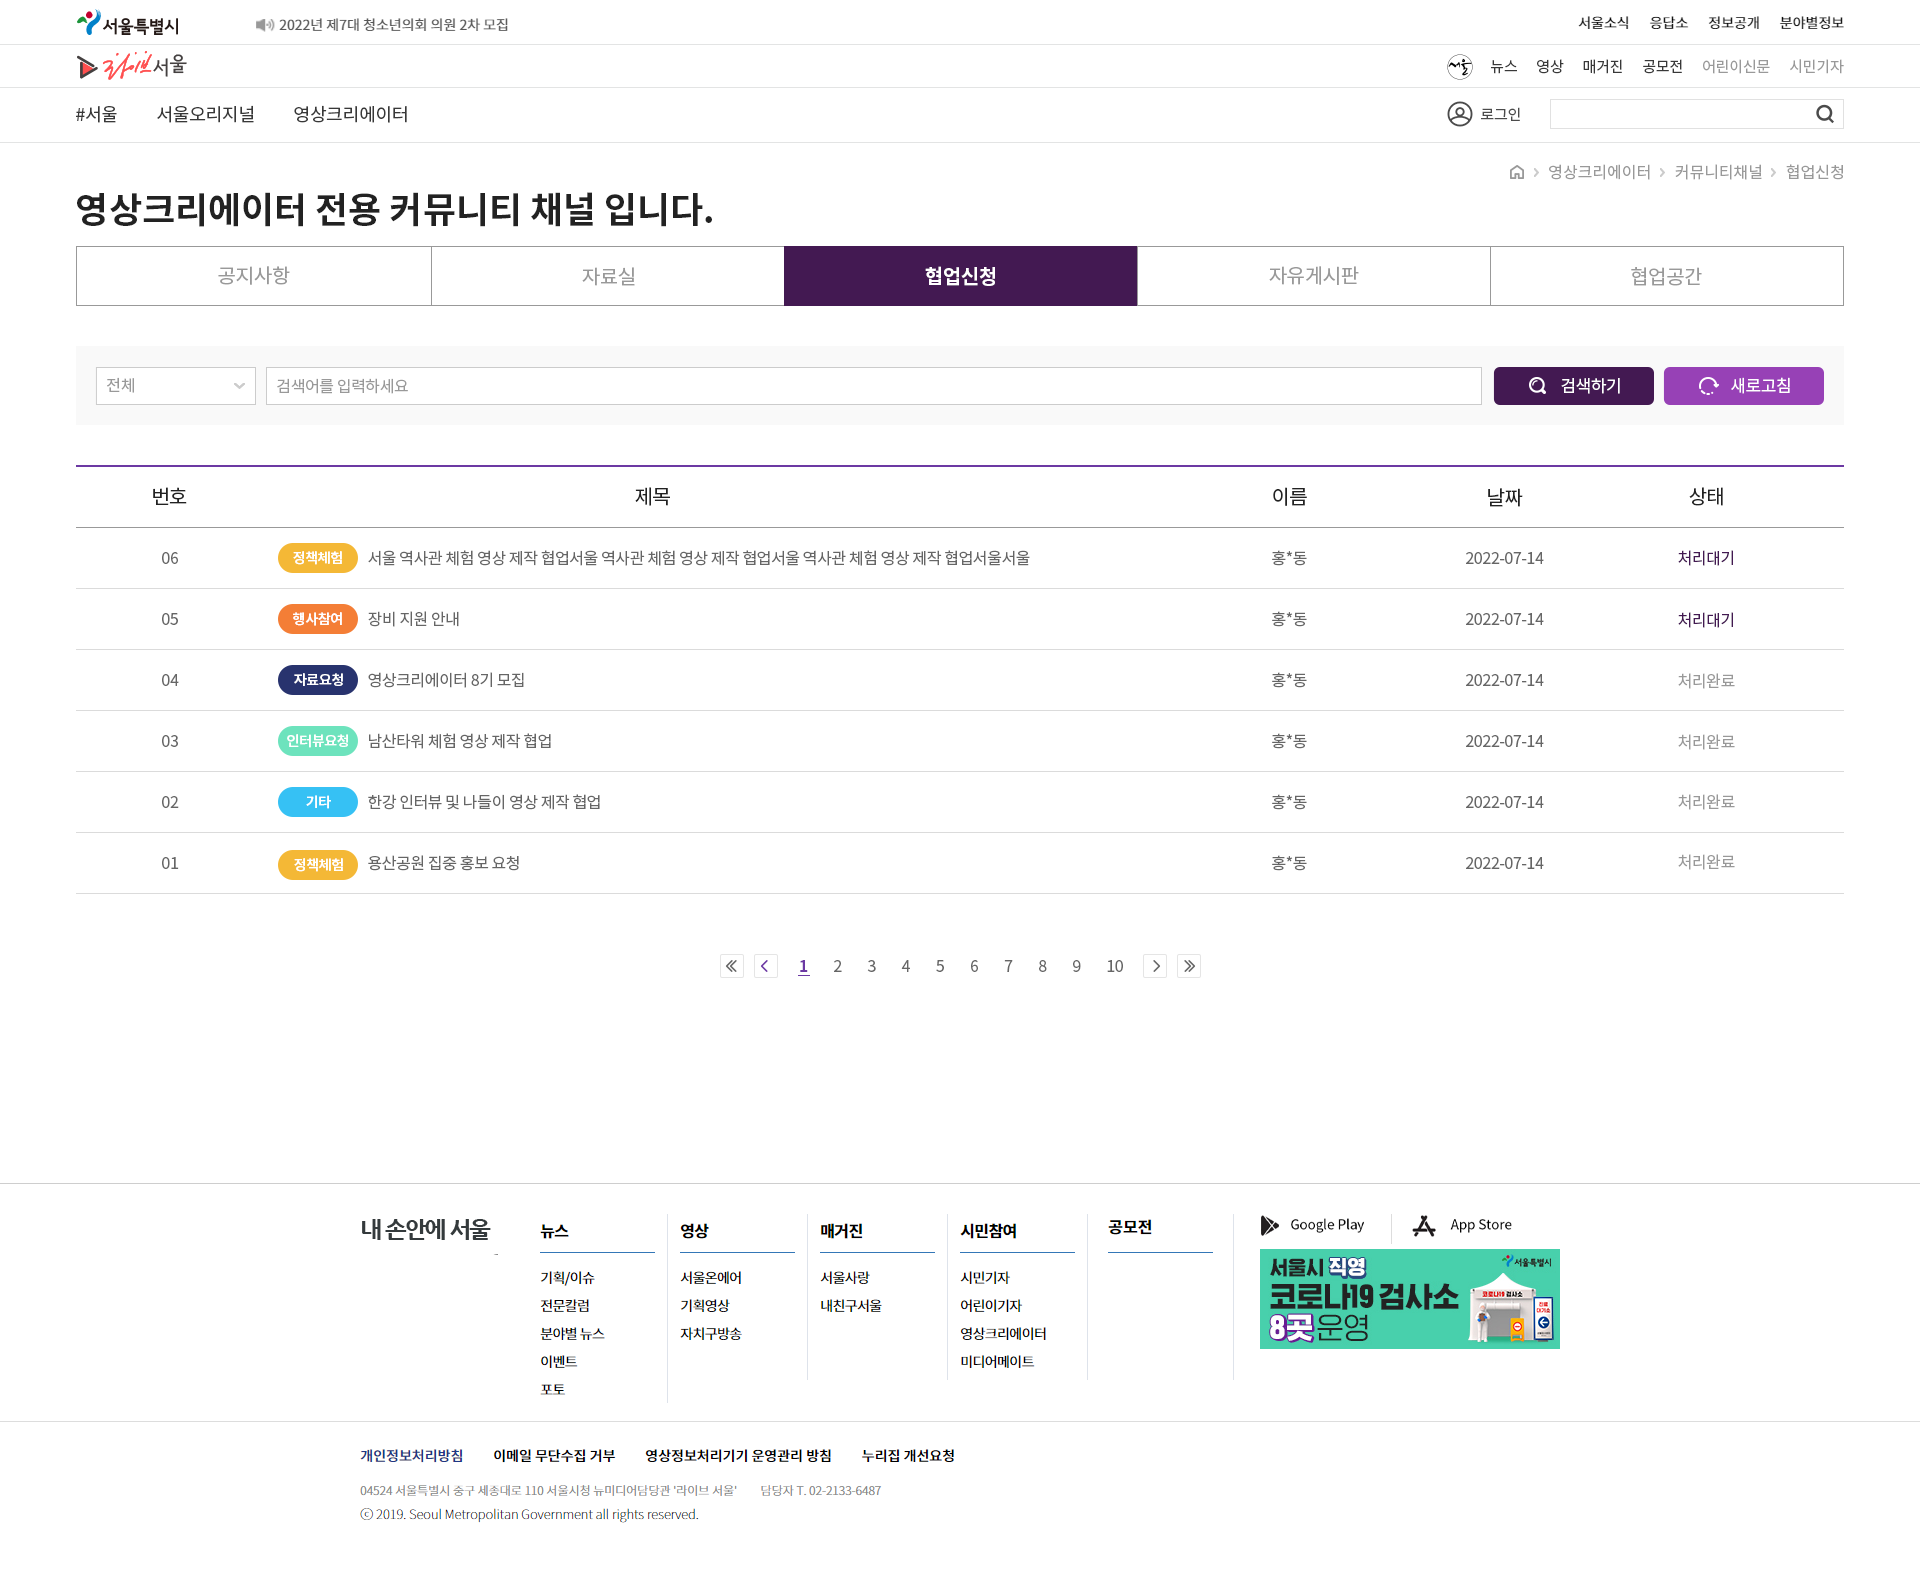 서울특별시
2022년 제7대 청소년의회 의원 2차 모집
서울소식 응답소 정보공개 분야별정보
라이브서울
서울 뉴스 영상 매거진 공모전 어린이신문 시민기자
#서울 서울오리지널 영상크리에이터
로그인
영상크리에이터 커뮤니티채널 협업신청
영상크리에이터 전용 커뮤니티 채널 입니다.
공지사항 자료실 협업신청 자유게시판 협업공간
전체 검색어를 입력하세요 검색하기 새로고침
번호 제목 이름 날짜 상태
06 정책체험 서울 역사관 체험 영상 제작 협업서울 역사관 체험 영상 제작 협업서울 역사관 체험 영상 제작 협업서울서울 홍*동 2022-07-14 처리대기
05 행사참여 장비 지원 안내 홍*동 2022-07-14 처리대기
04 자료요청 영상크리에이터 8기 모집 홍*동 2022-07-14 처리완료
03 인터뷰요청 남산타워 체험 영상 제작 협업 홍*동 2022-07-14 처리완료
02 기타 한강 인터뷰 및 나들이 영상 제작 협업 홍*동 2022-07-14 처리완료
01 정책체험 용산공원 집중 홍보 요청 홍*동 2022-07-14 처리완료
1 2 3 4 5 6 7 8 9 10
내 손안에 서울
뉴스
기획/이슈
전문칼럼
분야별 뉴스
이벤트
포토
영상
서울온에어
기획영상
자치구방송
매거진
서울사랑
내친구서울
시민참여
시민기자
어린이기자
영상크리에이터
미디어메이트
공모전
Google Play App Store
서울특별시
서울시 직영
코로나19 검사소
8곳 운영
코로나19 검사소
개인정보처리방침 이메일 무단수집 거부 영상정보처리기기 운영관리 방침 누리집 개선요청
04524 서울특별시 중구 세종대로 110 서울시청 뉴미디어담당관 '라이브 서울' 담당자 T. 02-2133-6487
ⓒ 2019. Seoul Metropolitan Government all rights reserved.